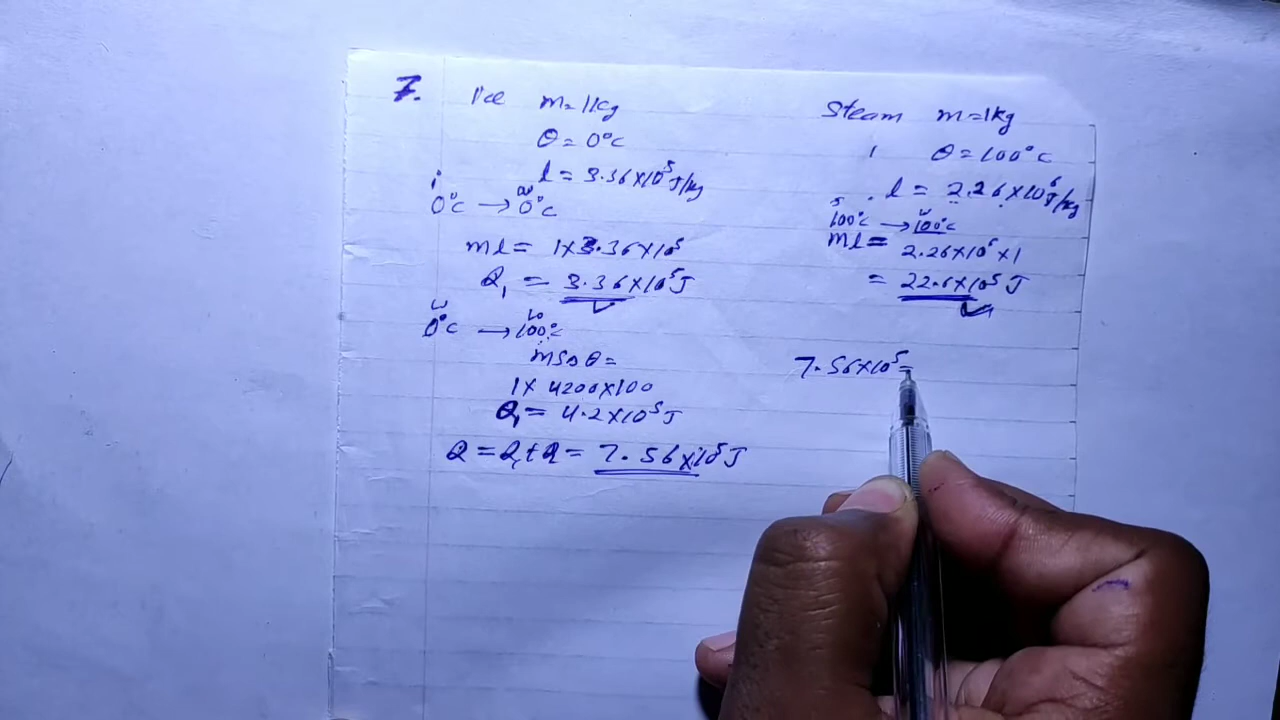 7.
Ice m=1kg
θ=0°C
l=3.36×10⁵J/kg
i w
0°C → 0°C
ml= 1×3.36×10⁵
Q₁ = 3.36×10⁵J
w w
0°C → 100°C
msΔθ=
1×4200×100
Q₁= 4.2×10⁵J
Q=Q₁+Q= 7.56×10⁵J
Steam m=1kg
θ=100°C
l= 2.26×10⁶J/kg
s w
100°C → 100°C
ml= 2.26×10⁶×1
= 22.6×10⁵J
7.56×10⁵=